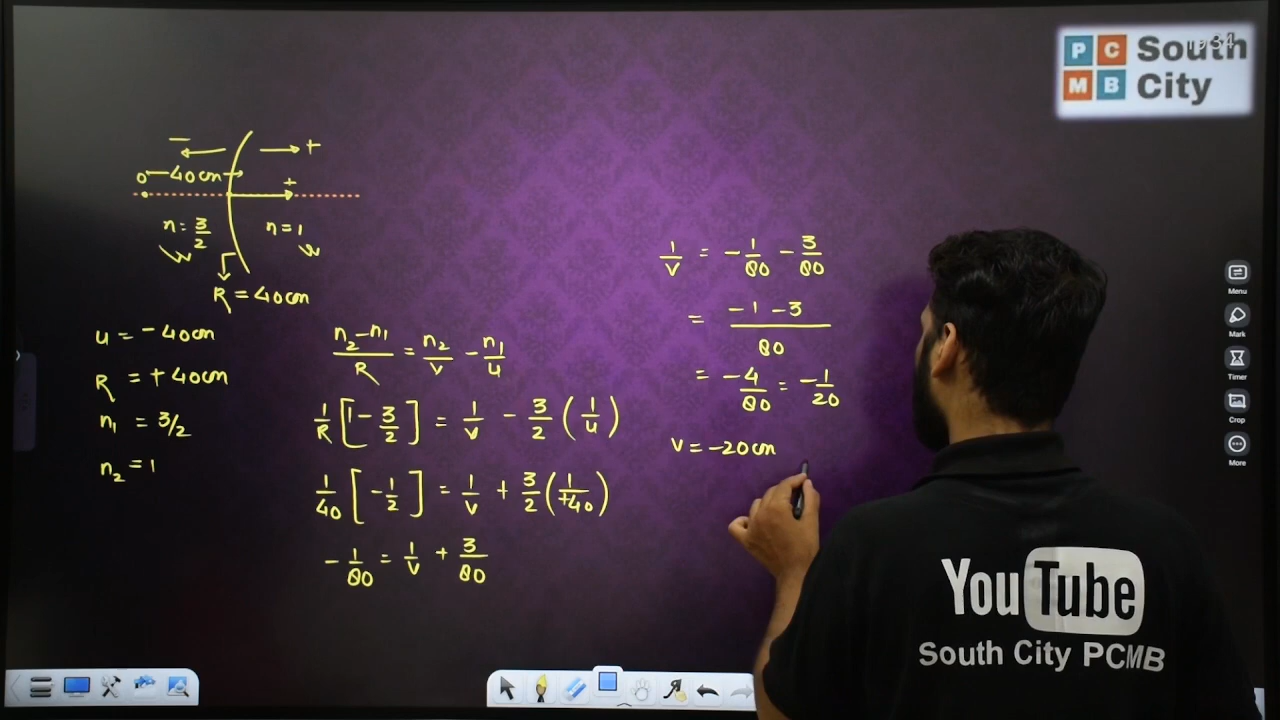 P C South
M B City
19:34
− +
0 40cm +
n = 3/2 n = 1
R = 40cm
u = - 40cm
R = + 40cm
n₁ = 3/2
n₂ = 1
(n₂ - n₁)/R = n₂/v - n₁/u
1/R [1 - 3/2] = 1/v - 3/2 (1/u)
1/40 [-1/2] = 1/v + 3/2 (1/+40)
- 1/80 = 1/v + 3/80
1/v = - 1/80 - 3/80
= (-1 -3)/80
= -4/80 = -1/20
v = -20cm
Menu
Mark
Timer
Crop
More
YouTube
South City PCMB